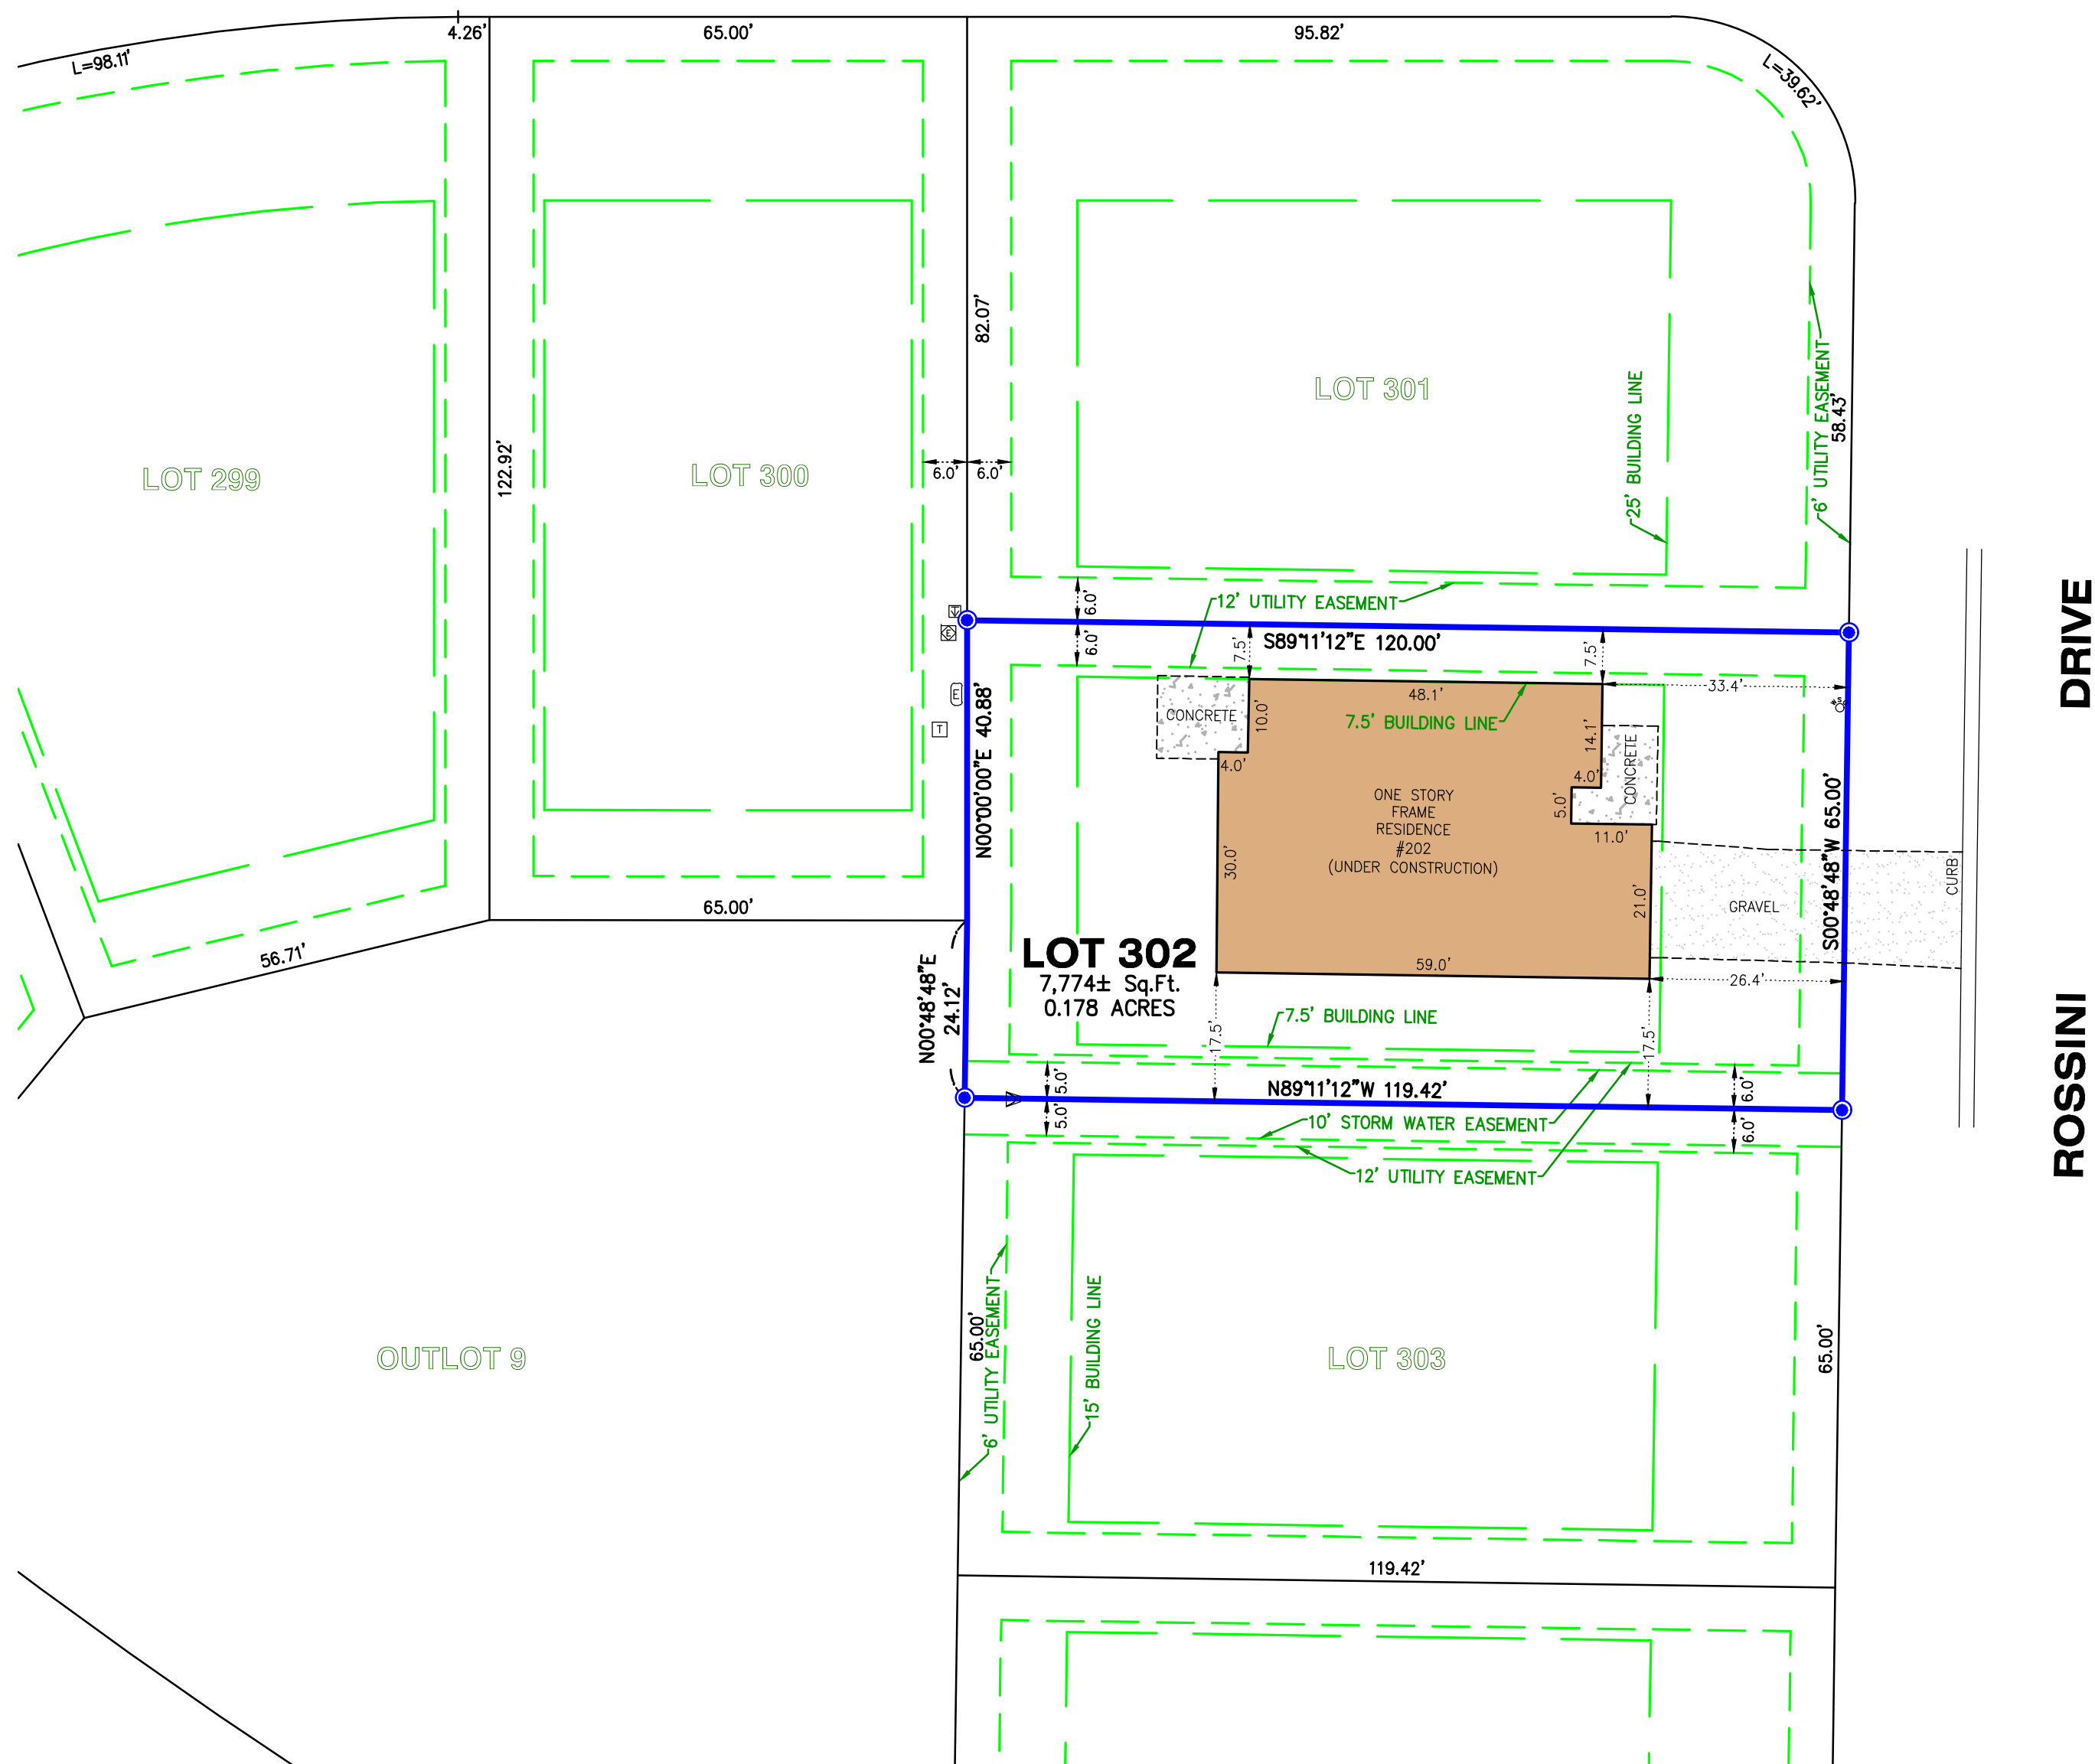 4.26'
65.00'
95.82'
L=98.11'
L=39.62'
82.07'
122.92'
LOT 299
LOT 300
LOT 301
25' BUILDING LINE
6' UTILITY EASEMENT
58.43'
6.0'
6.0'
6.0'
6.0'
12' UTILITY EASEMENT
S89°11'12"E 120.00'
T
E
E
T
7.5'
7.5'
N00°00'00"E 40.88'
CONCRETE
10.0'
48.1'
7.5' BUILDING LINE
33.4'
S
14.1'
4.0'
4.0'
CONCRETE
5.0'
11.0'
ONE STORY
FRAME
RESIDENCE
#202
(UNDER CONSTRUCTION)
30.0'
21.0'
GRAVEL
CURB
S00°48'48"W 65.00'
65.00'
56.71'
LOT 302
7,774± Sq.Ft.
0.178 ACRES
59.0'
26.4'
N00°48'48"E
24.12'
7.5' BUILDING LINE
17.5'
17.5'
5.0'
5.0'
N89°11'12"W 119.42'
6.0'
6.0'
V
10' STORM WATER EASEMENT
12' UTILITY EASEMENT
ROSSINI DRIVE
6' UTILITY EASEMENT
65.00'
15' BUILDING LINE
OUTLOT 9
LOT 303
65.00'
119.42'